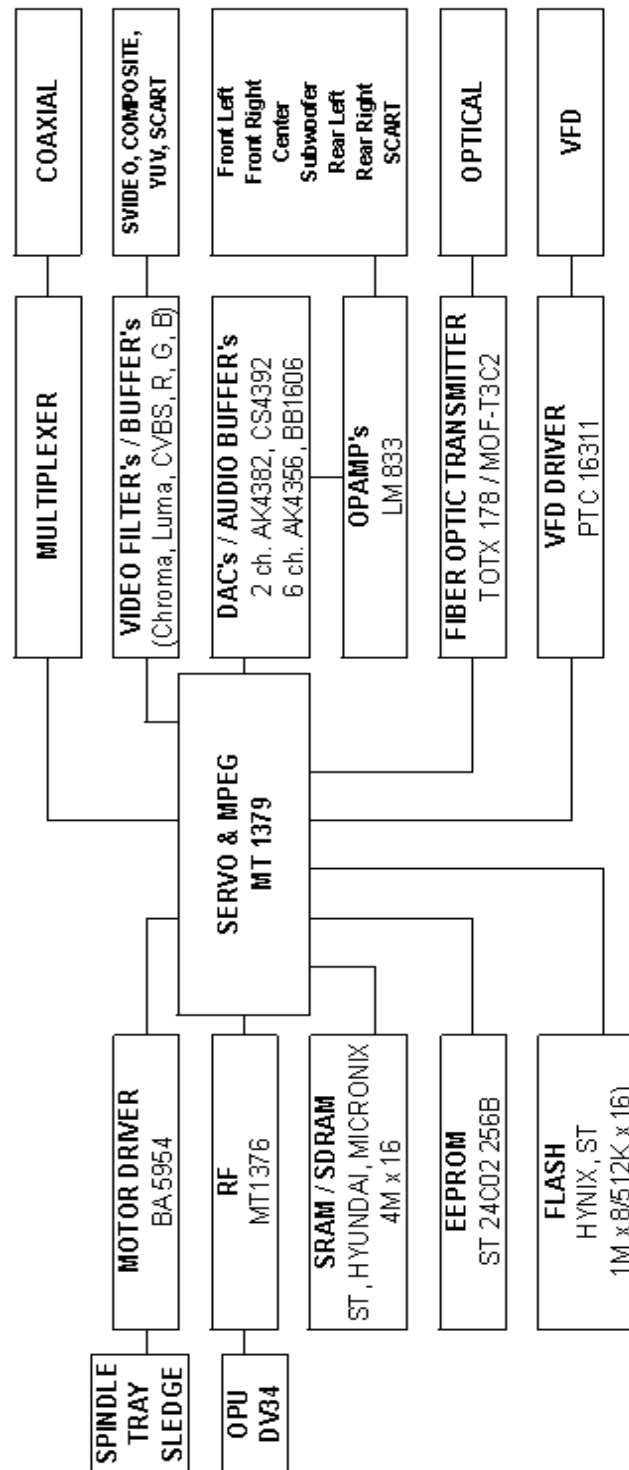 SPINDLE
TRAY
SLEDGE
OPU
DV34
MOTOR DRIVER
BA 5954
RF
MT1376
SRAM / SDRAM
ST, HYUNDAI, MICRONIX
4M x 16
EEPROM
ST 24C02 256B
FLASH
HYNIX, ST
1M x 8/512K x 16)
SERVO & MPEG
MT 1379
MULTIPLEXER
VIDEO FILTER's / BUFFER's
(Chroma, Luma, CVBS, R, G, B)
DAC's / AUDIO BUFFER's
2 ch. AK4382, CS4392
6 ch. AK4356, BB1606
OPAMP's
LM 833
FIBER OPTIC TRANSMITTER
TOTX 178 / MOF-T3C2
VFD DRIVER
PTC 16311
COAXIAL
SVIDEO, COMPOSITE,
YUV, SCART
Front Left
Front Right
Center
Subwoofer
Rear Left
Rear Right
SCART
OPTICAL
VFD